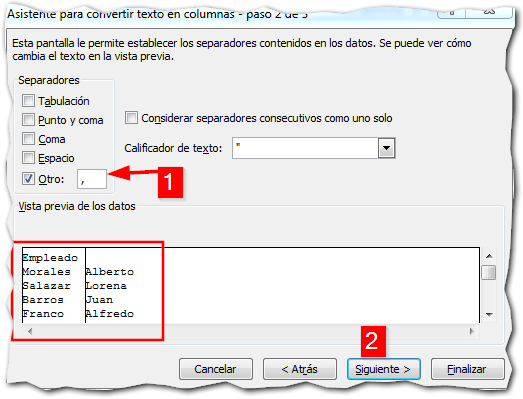 Asistente para convertir texto en columnas - paso 2 de 3
Esta pantalla le permite establecer los separadores contenidos en los datos. Se puede ver cómo
cambia el texto en la vista previa.
Separadores
Tabulación
Punto y coma
Coma
Espacio
Otro: ,
Considerar separadores consecutivos como uno solo
Calificador de texto: "
1
Vista previa de los datos
Empleado
Morales Alberto
Salazar Lorena
Barros Juan
Franco Alfredo
2
Cancelar < Atrás Siguiente > Finalizar